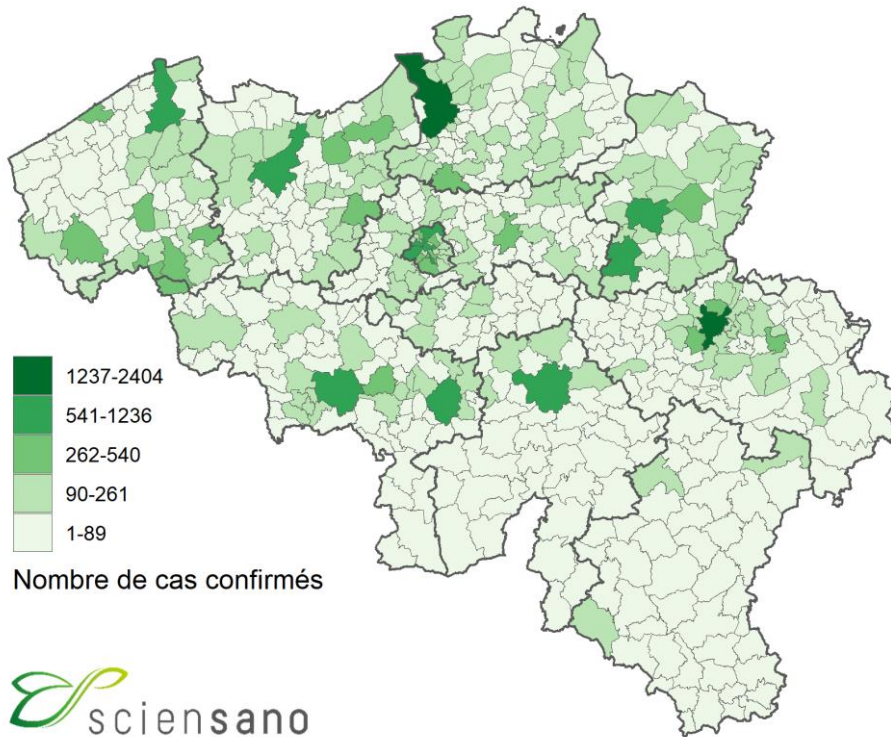 1237-2404
541-1236
262-540
90-261
1-89
Nombre de cas confirmés
sciensano